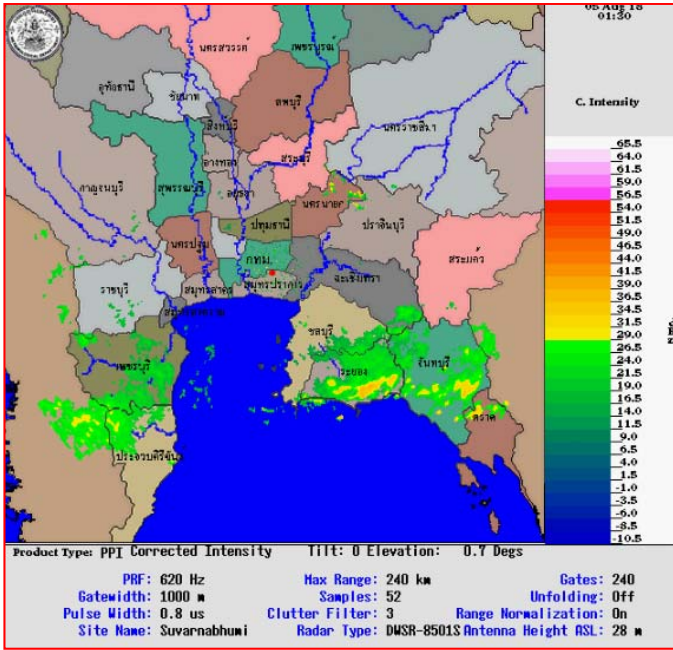 05 Aug 18
01:30
C. Intensity
65.5
64.0
61.5
59.0
56.5
54.0
51.5
49.0
46.5
44.0
41.5
39.0
36.5
34.0
31.5
29.0
26.5
24.0
21.5
19.0
16.5
14.0
11.5
9.0
6.5
4.0
1.5
-1.0
-3.5
-6.0
-8.5
-10.5
นครสวรรค์
เพชรบูรณ์
อุทัยธานี
ชัยนาท
ลพบุรี
สิงห์บุรี
นครราชสีมา
อ่างทอง
สระบุรี
กาญจนบุรี
สุพรรณบุรี
อยุธยา
นครนายก
ปทุมธานี
ปราจีนบุรี
นครปฐม
กทม.
สระแก้ว
ราชบุรี
สมุทรสาคร
สมุทรปราการ
ฉะเชิงเทรา
ชลบุรี
เพชรบุรี
ระยอง
จันทบุรี
ตราด
ประจวบคีรีขันธ์
Product Type: PPI Corrected Intensity Tilt: 0 Elevation: 0.7 Degs
PRF: 620 Hz Max Range: 240 km Gates: 240
Gatewidth: 1000 m Samples: 52 Unfolding: Off
Pulse Width: 0.8 us Clutter Filter: 3 Range Normalization: On
Site Name: Suvarnabhumi Radar Type: DWSR-8501S Antenna Height ASL: 28 m